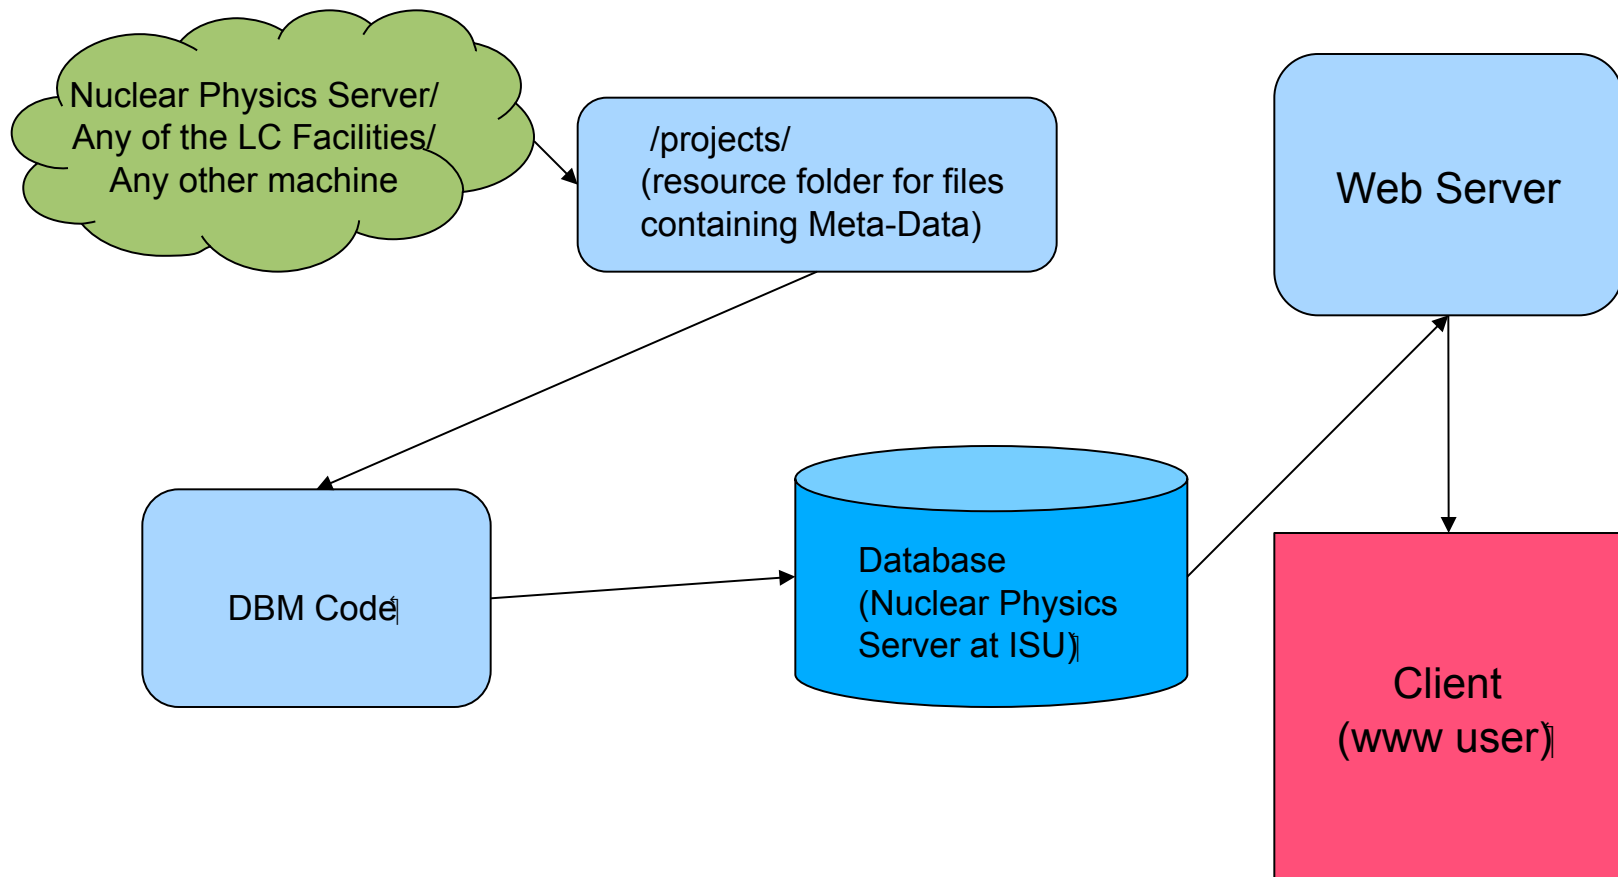 Nuclear Physics Server/
Any of the LC Facilities/
Any other machine
/projects/
(resource folder for files
containing Meta-Data)
Web Server
DBM Code
Database
(Nuclear Physics
Server at ISU)
Client
(www user)